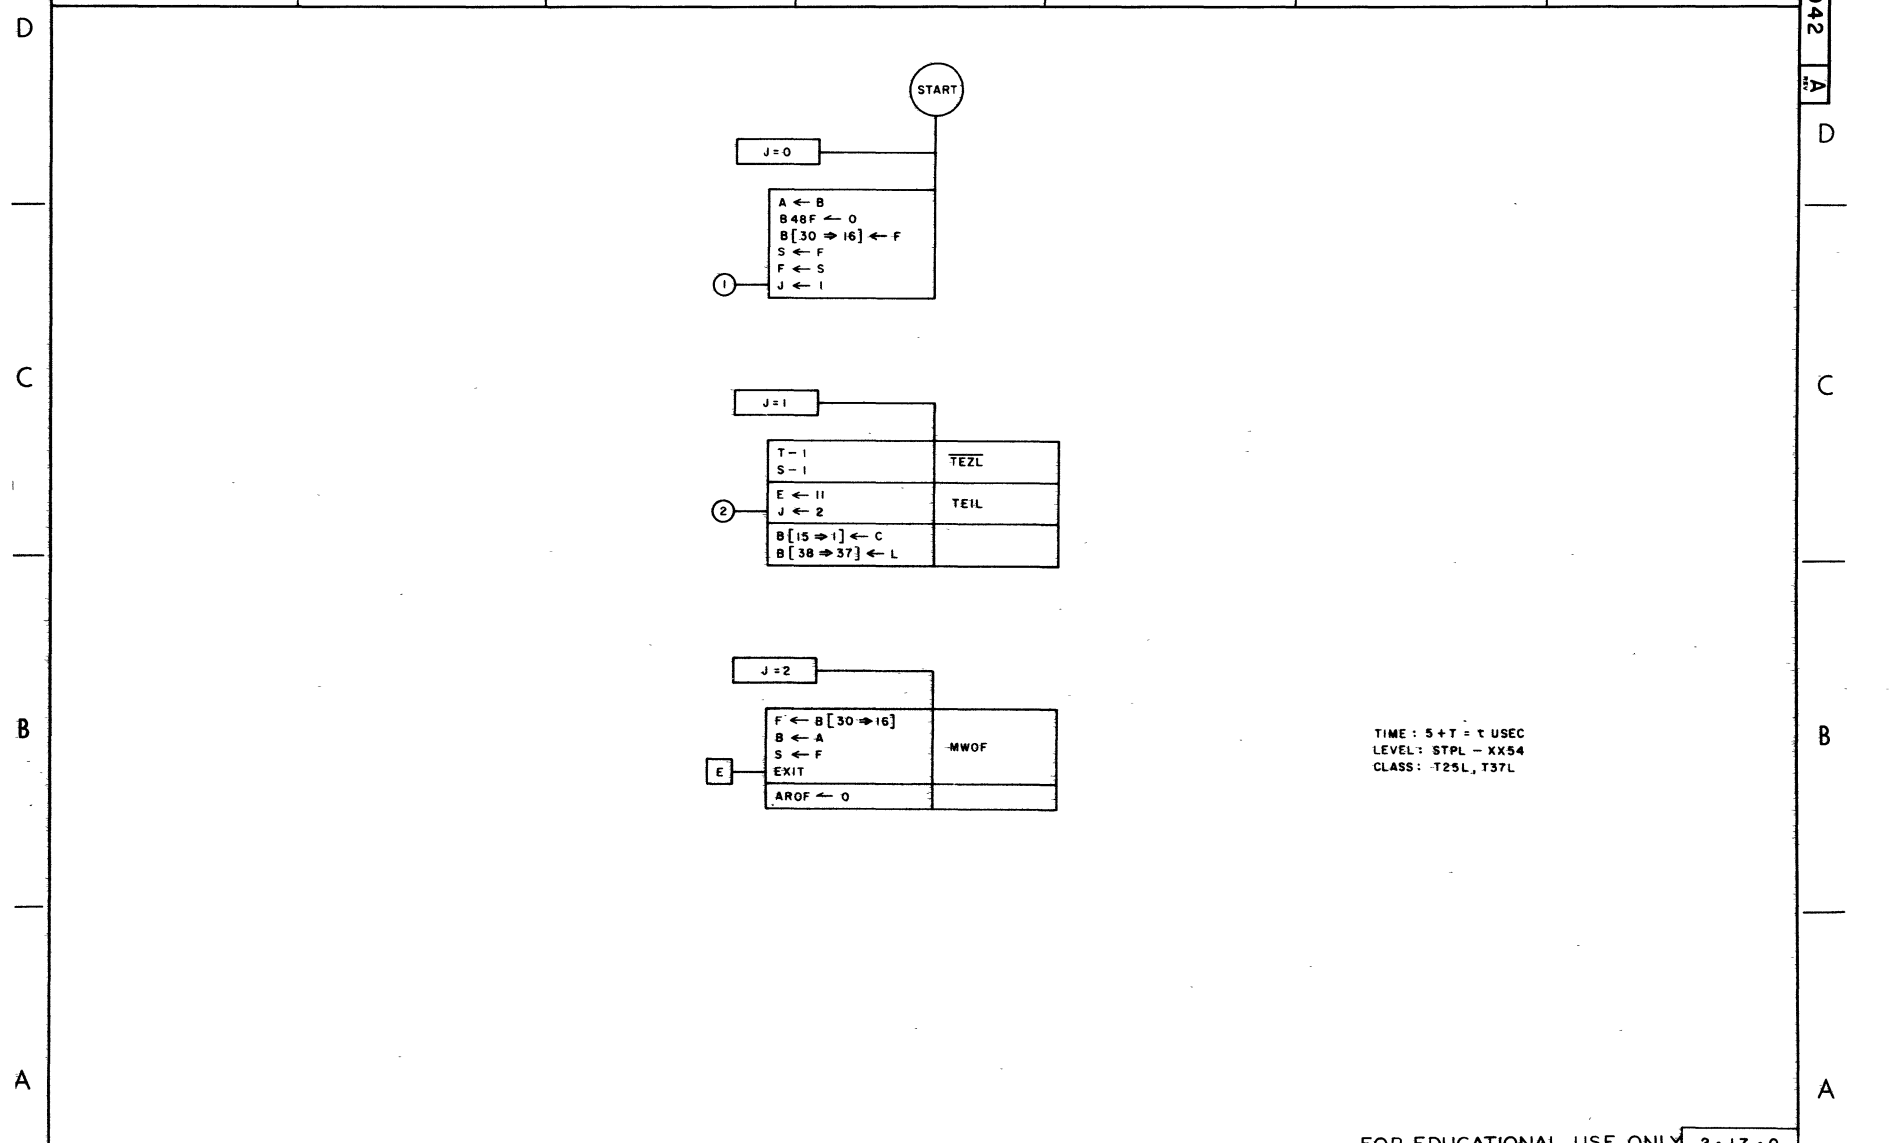 D
042
A
REV
START
D
J=0
A ← B
B48F ← 0
B[30 ⇒ 16] ← F
S ← F
F ← S
1
J ← 1
C
C
J=1
T-1
TEZL
S-1
E ← 11
TEIL
2
J ← 2
B[15 ⇒ 1] ← C
B[38 ⇒ 37] ← L
J=2
F ← B[30 ⇒ 16]
B ← A
MWOF
S ← F
E
EXIT
AROF ← 0
B
B
TIME: 5+T = t USEC
LEVEL: STPL - XX54
CLASS: T25L, T37L
A
A
FOR EDUCATIONAL USE ONLY